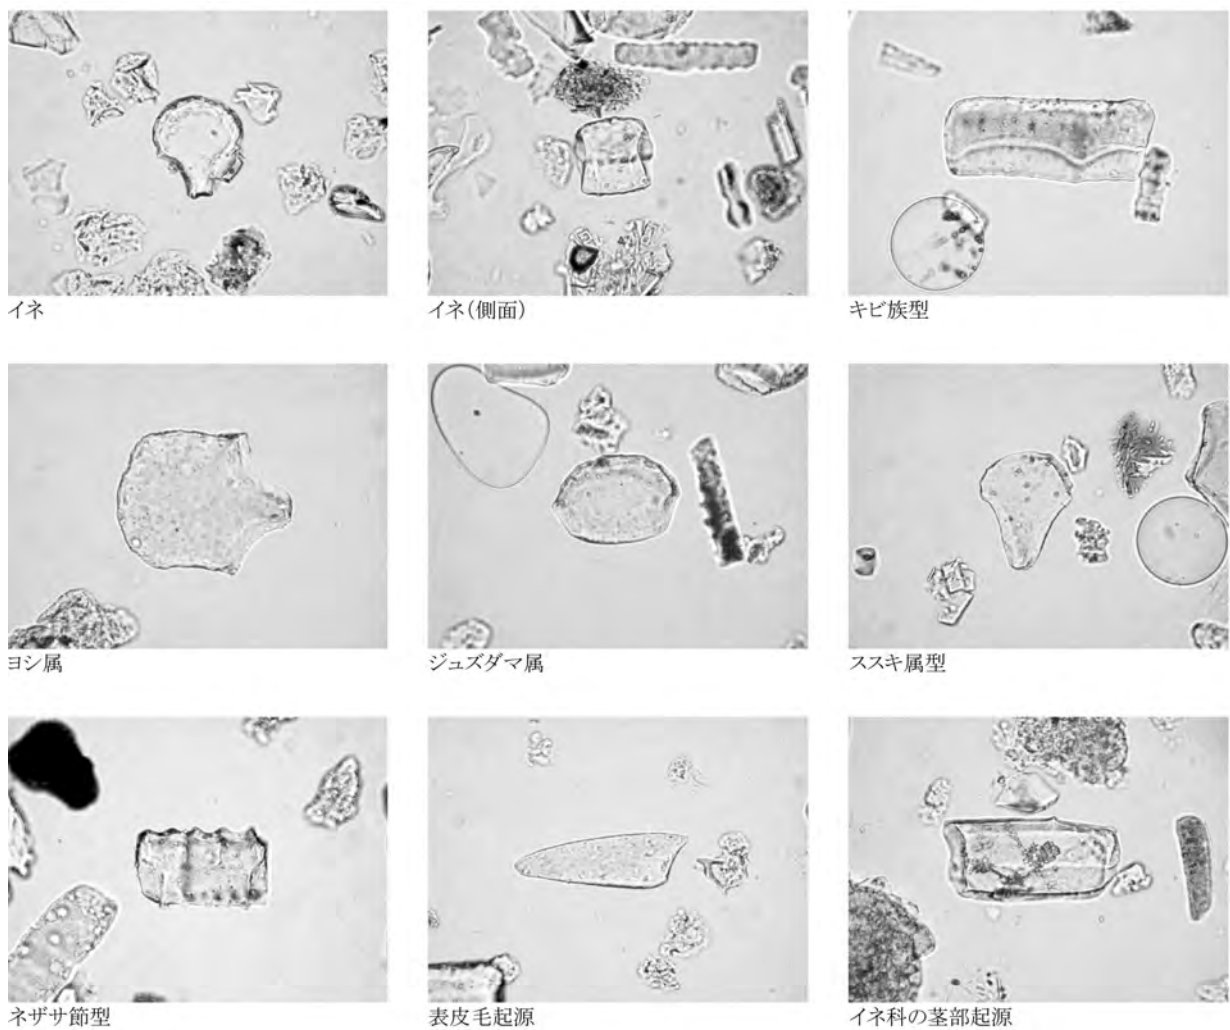 イネ
イネ(側面)
キビ族型
ヨシ属
ジュズダマ属
ススキ属型
ネザサ節型
表皮毛起源
イネ科の茎部起源